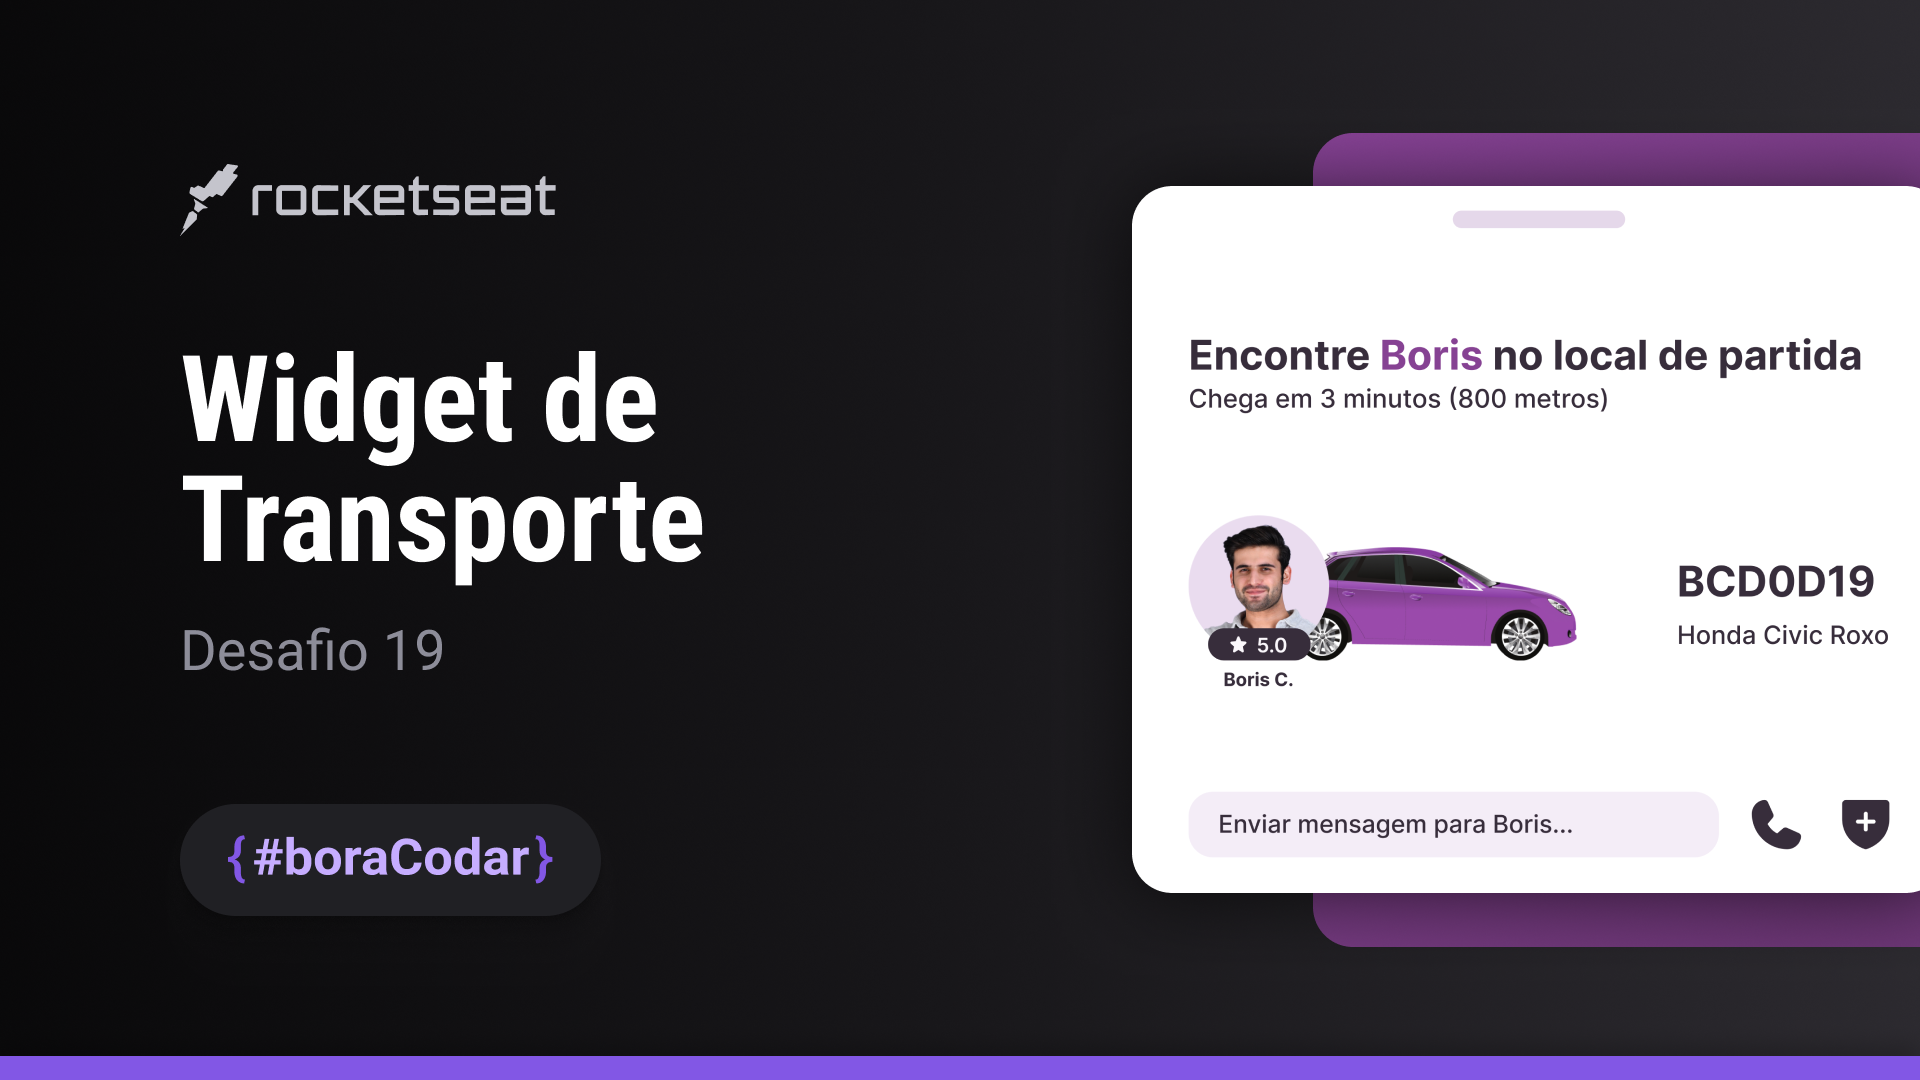 rocketseat
Widget de
Transporte
Desafio 19
{#boraCodar}
Encontre Boris no local de partida
Chega em 3 minutos (800 metros)
5.0
Boris C.
BCD0D19
Honda Civic Roxo
Enviar mensagem para Boris...